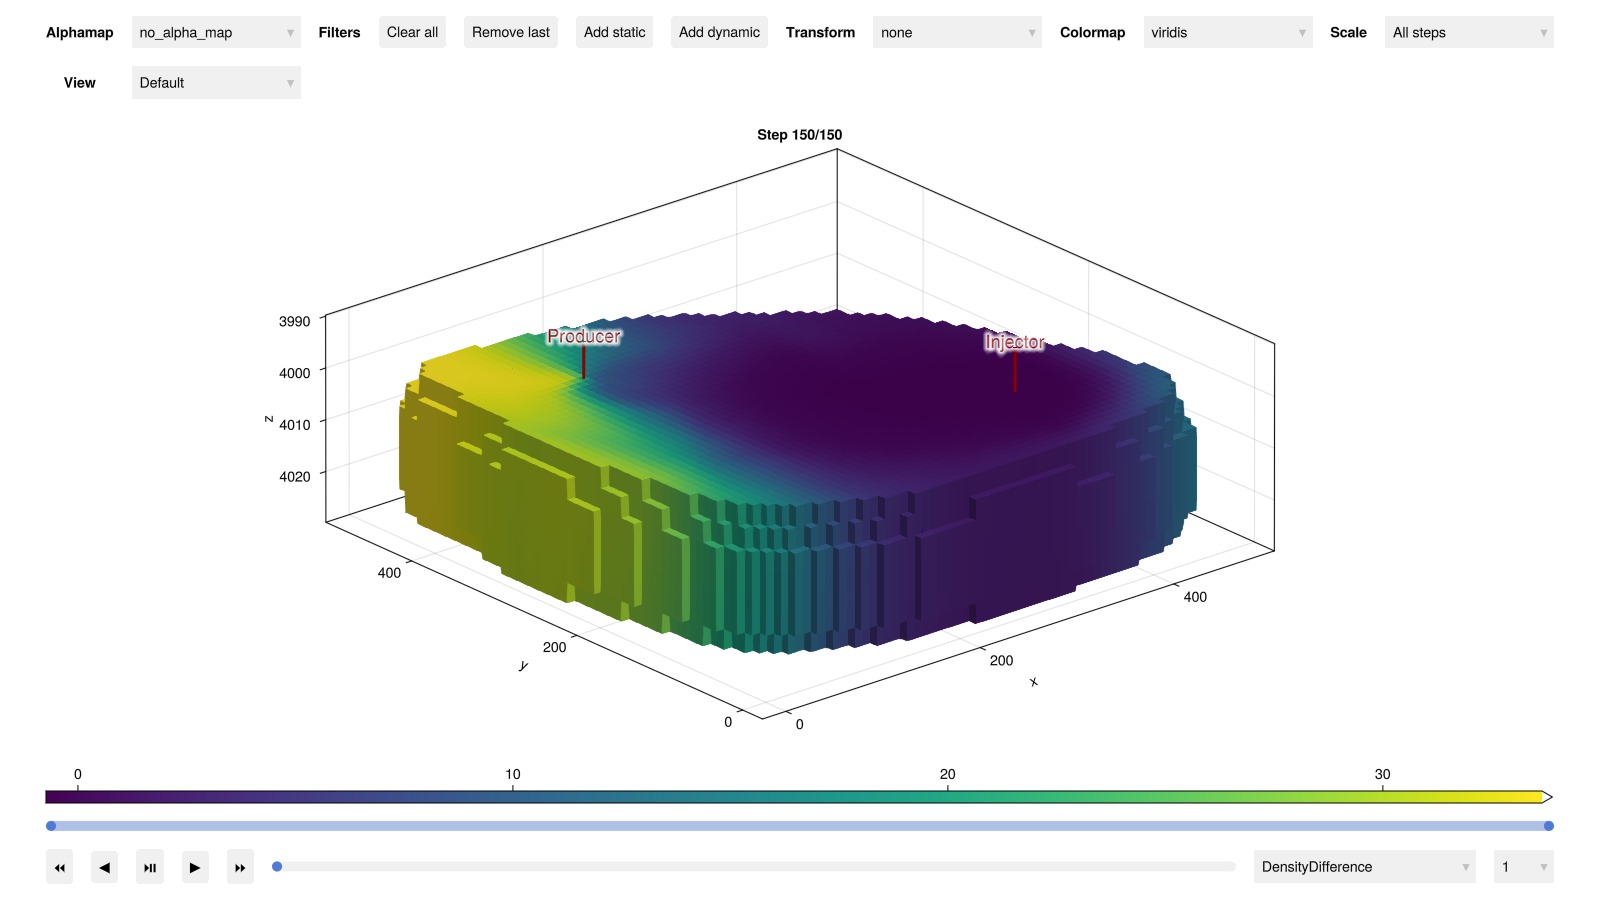 Alphamap no_alpha_map Filters Clear all Remove last Add static Add dynamic Transform none Colormap viridis Scale All steps
View Default
Step 150/150
Producer
Injector
3990
4000
4010
4020
z
400
200
0
y
0
200
400
x
0 10 20 30
DensityDifference 1